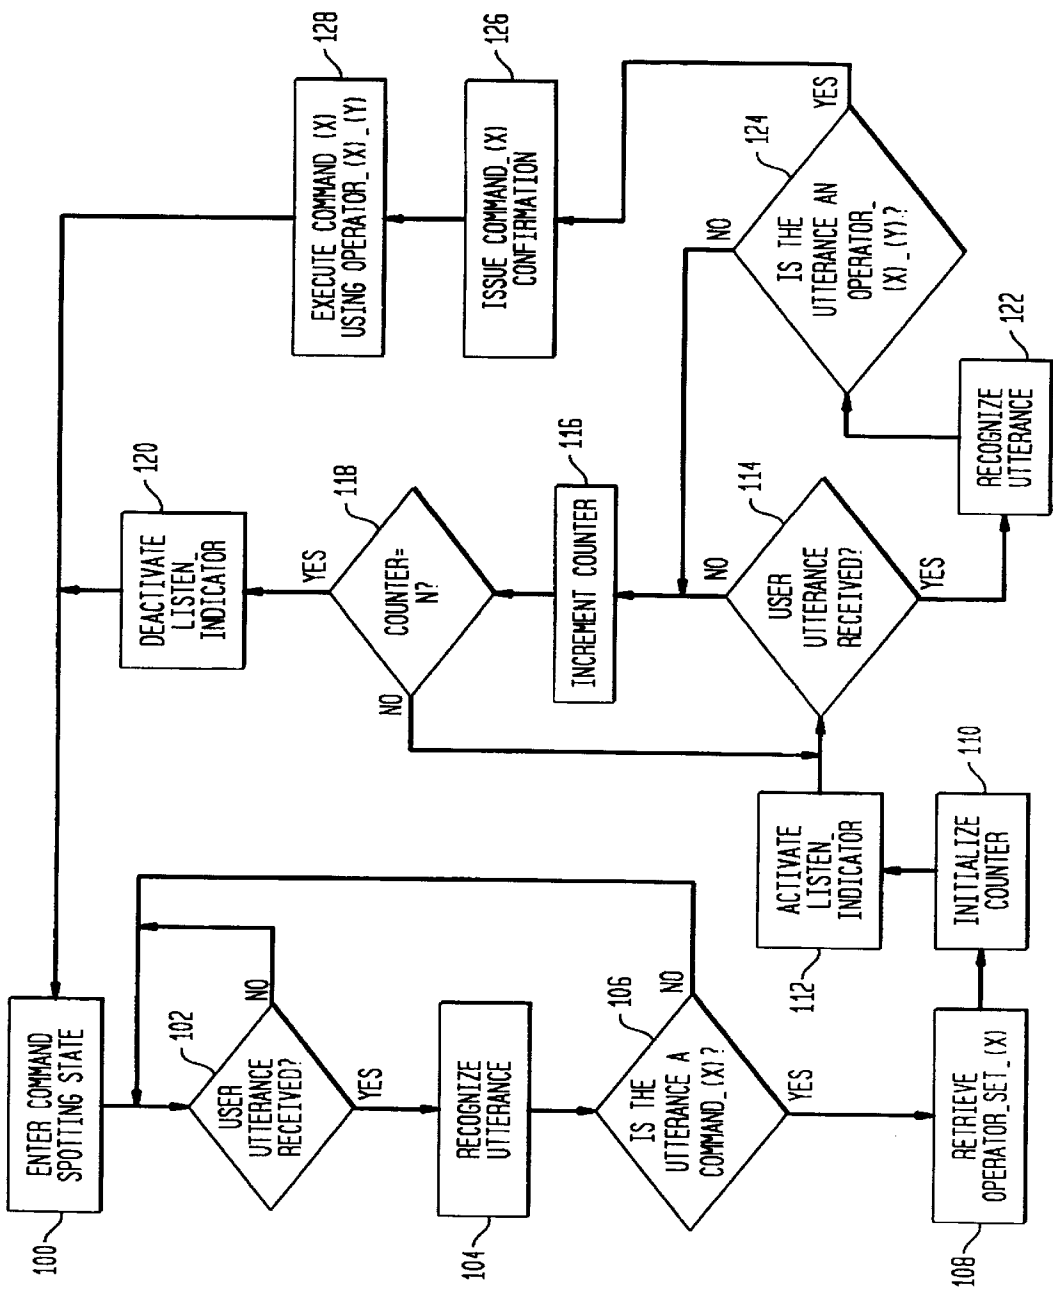 ENTER COMMAND
SPOTTING STATE
100
USER
UTTERANCE
RECEIVED?
102
NO
YES
RECOGNIZE
UTTERANCE
104
IS THE
UTTERANCE A
COMMAND_(X)?
106
NO
YES
RETRIEVE
OPERATOR_SET_(X)
108
INITIALIZE
COUNTER
110
ACTIVATE
LISTEN_
INDICATOR
112
USER
UTTERANCE
RECEIVED?
114
NO
YES
INCREMENT COUNTER
116
COUNTER=
N?
118
NO
YES
DEACTIVATE
LISTEN_
INDICATOR
120
RECOGNIZE
UTTERANCE
122
IS THE
UTTERANCE AN
OPERATOR_
(X)_(Y)?
124
NO
YES
ISSUE COMMAND_(X)
CONFIRMATION
126
EXECUTE COMMAND (X)
USING OPERATOR_(X)_(Y)
128